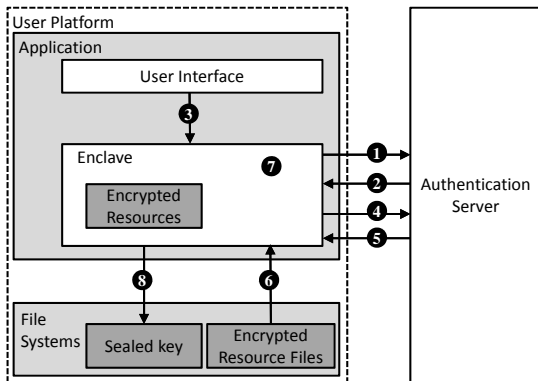 User Platform
Application
User Interface
3
Enclave
7
1
2
Encrypted
Resources
Authentication
Server
4
5
8
6
File
Systems
Sealed key
Encrypted
Resource Files